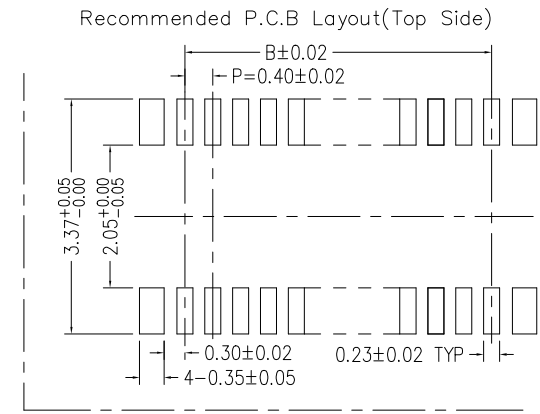 Recommended P.C.B Layout(Top Side)
B±0.02
P=0.40±0.02
3.37+0.05-0.00
2.05+0.00-0.05
0.30±0.02
0.23±0.02 TYP
4-0.35±0.05